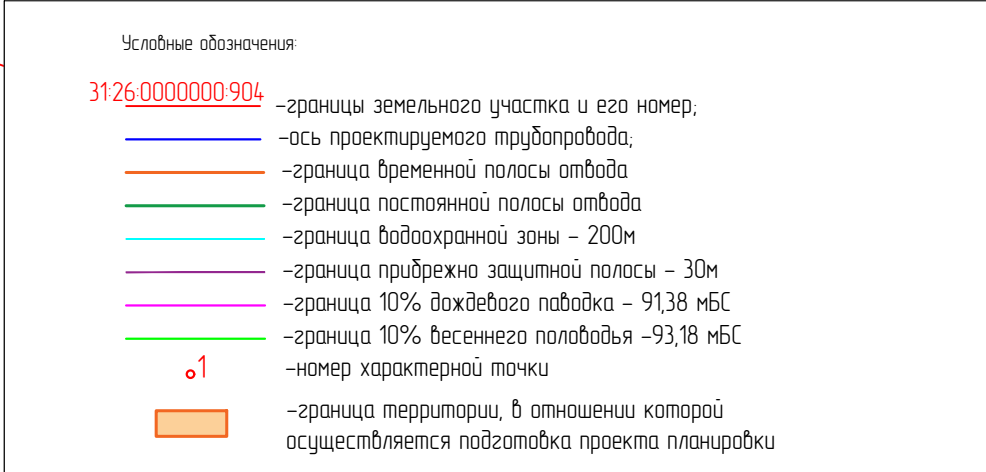 Условные обозначения:
31:26:0000000:904 -границы земельного участка и его номер;
-ось проектируемого трубопровода;
-граница временной полосы отвода
-граница постоянной полосы отвода
-граница водоохранной зоны - 200м
-граница прибрежно защитной полосы - 30м
-граница 10% дождевого паводка - 91,38 мБС
-граница 10% весеннего половодья -93,18 мБС
1 -номер характерной точки
-граница территории, в отношении которой
осуществляется подготовка проекта планировки